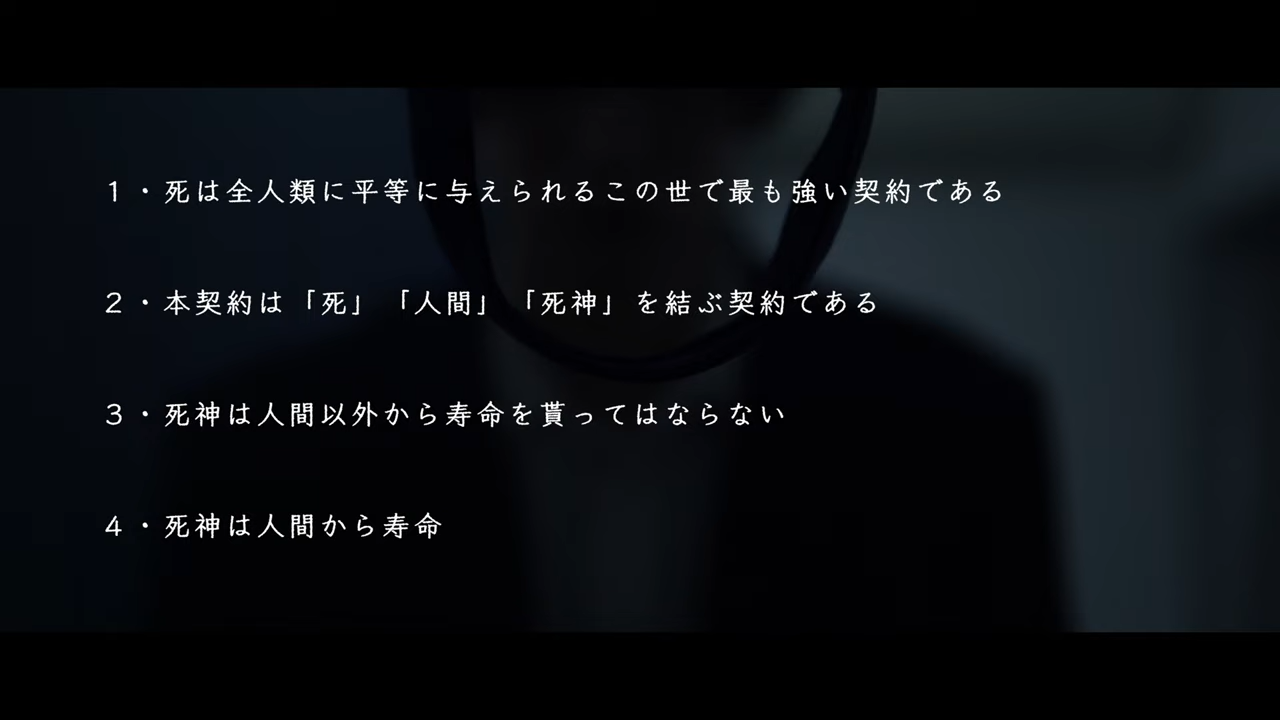 １・死は全人類に平等に与えられるこの世で最も強い契約である
２・本契約は「死」「人間」「死神」を結ぶ契約である
３・死神は人間以外から寿命を貰ってはならない
４・死神は人間から寿命